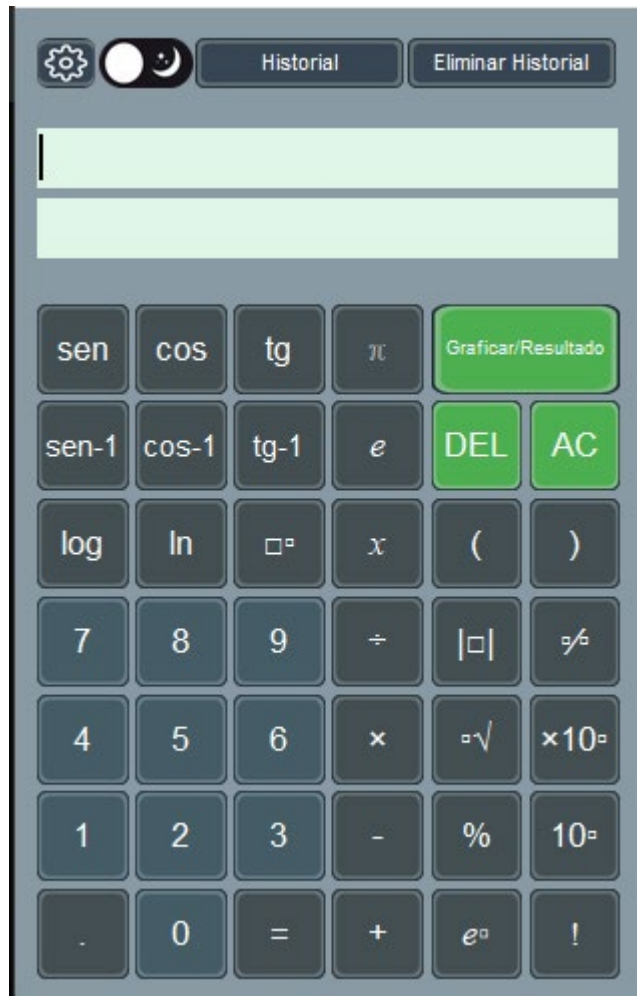 Historial Eliminar Historial
sen cos tg π Graficar/Resultado
sen-1 cos-1 tg-1 e DEL AC
log ln □▫ x ( )
7 8 9 ÷ |□| ▫⁄▫
4 5 6 × ▫√ ×10▫
1 2 3 - % 10▫
. 0 = + e▫ !